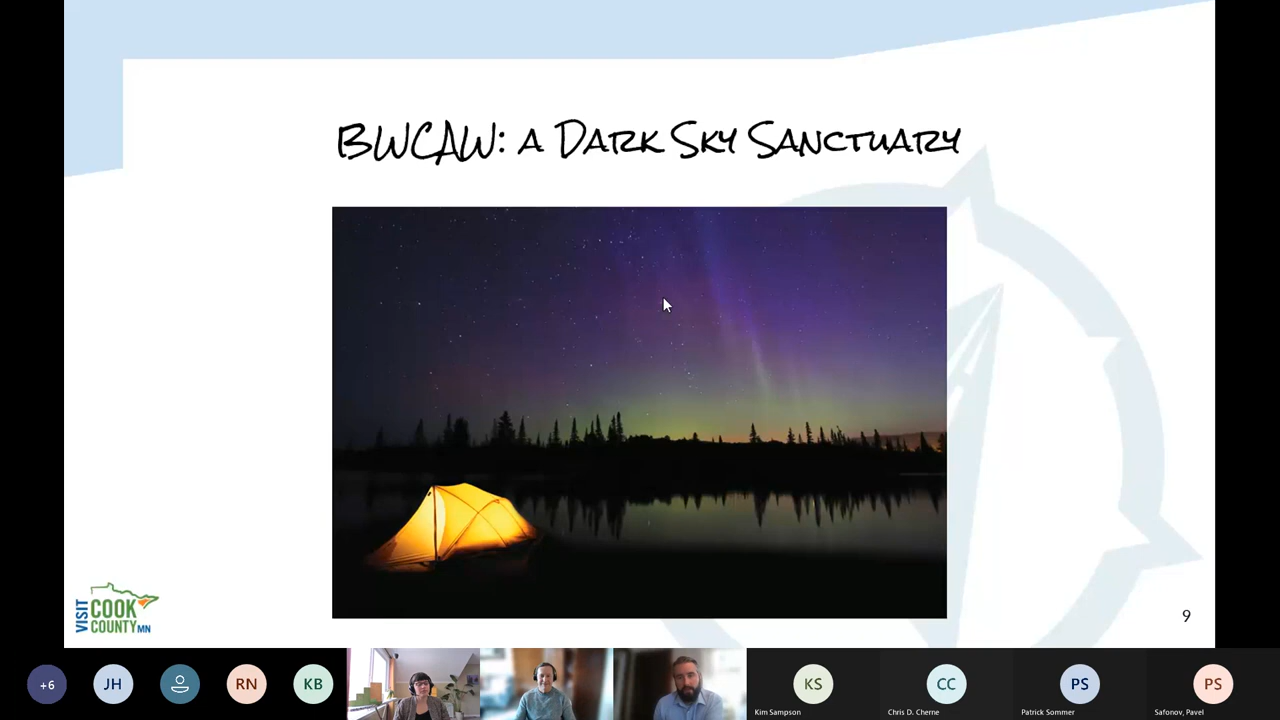 BWCAW: A DARK SKY SANCTUARY
VISIT
COOK
COUNTY MN
9
+6
JH
RN
KB
KS
Kim Sampson
CC
Chris D. Cherne
PS
Patrick Sommer
PS
Safonov, Pavel